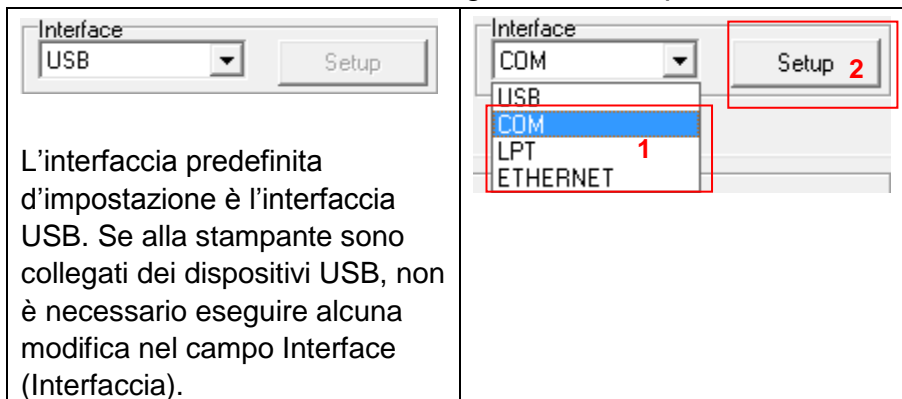 Interface
USB
Setup
L'interfaccia predefinita
d'impostazione è l'interfaccia
USB. Se alla stampante sono
collegati dei dispositivi USB, non
è necessario eseguire alcuna
modifica nel campo Interface
(Interfaccia).
Interface
COM
Setup 2
USB
COM
LPT 1
ETHERNET